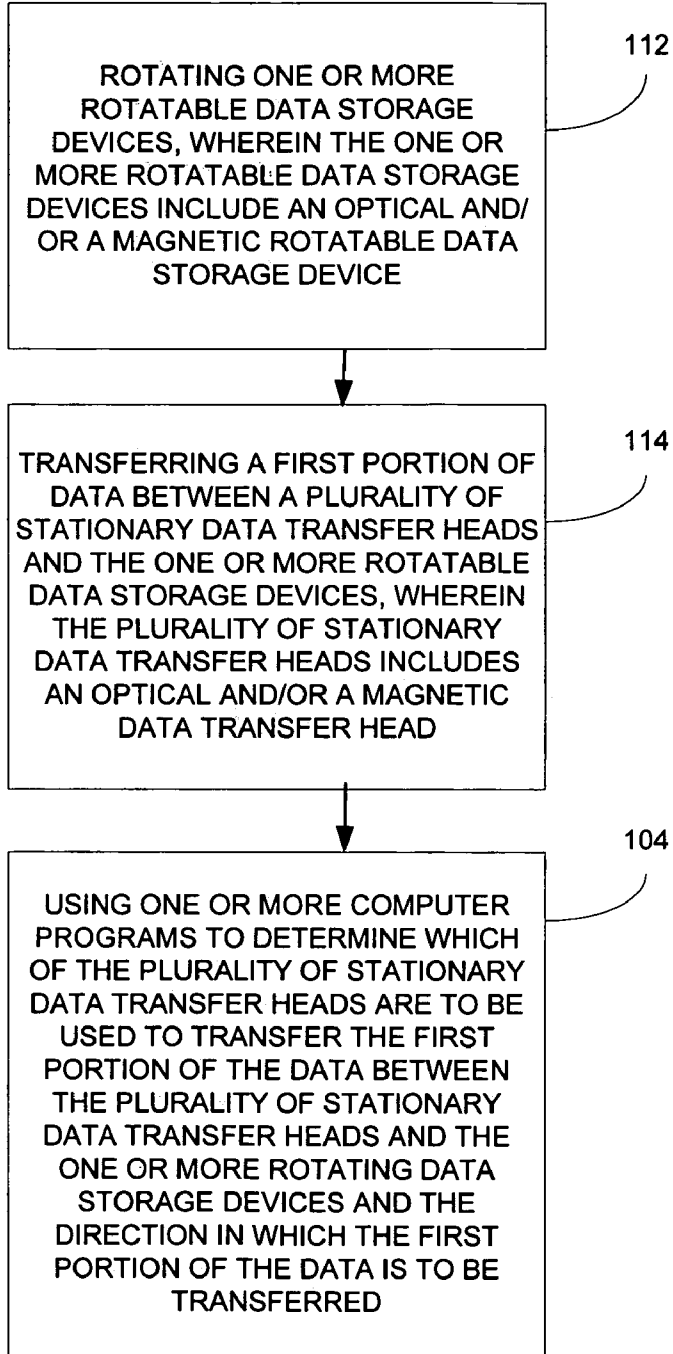 112
ROTATING ONE OR MORE
ROTATABLE DATA STORAGE
DEVICES, WHEREIN THE ONE OR
MORE ROTATABLE DATA STORAGE
DEVICES INCLUDE AN OPTICAL AND/
OR A MAGNETIC ROTATABLE DATA
STORAGE DEVICE
114
TRANSFERRING A FIRST PORTION OF
DATA BETWEEN A PLURALITY OF
STATIONARY DATA TRANSFER HEADS
AND THE ONE OR MORE ROTATABLE
DATA STORAGE DEVICES, WHEREIN
THE PLURALITY OF STATIONARY
DATA TRANSFER HEADS INCLUDES
AN OPTICAL AND/OR A MAGNETIC
DATA TRANSFER HEAD
104
USING ONE OR MORE COMPUTER
PROGRAMS TO DETERMINE WHICH
OF THE PLURALITY OF STATIONARY
DATA TRANSFER HEADS ARE TO BE
USED TO TRANSFER THE FIRST
PORTION OF THE DATA BETWEEN
THE PLURALITY OF STATIONARY
DATA TRANSFER HEADS AND THE
ONE OR MORE ROTATING DATA
STORAGE DEVICES AND THE
DIRECTION IN WHICH THE FIRST
PORTION OF THE DATA IS TO BE
TRANSFERRED